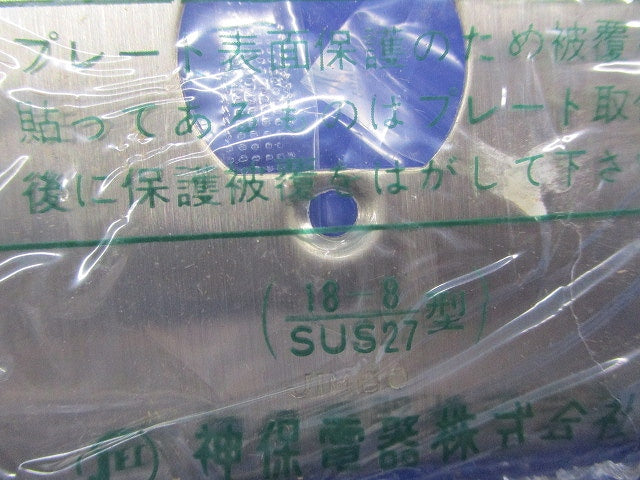 プレート表面保護のため被覆
貼ってあるものはプレート取
後に保護被覆をはがして下さ
(18-8
SUS27型)
JIMBO
神保電器株式会社